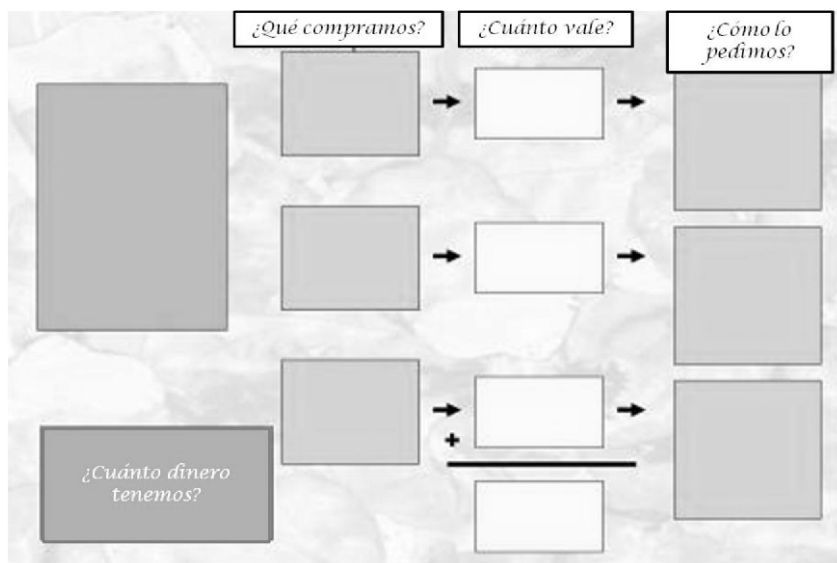 ¿Qué compramos?
¿Cuánto vale?
¿Cómo lo
pedimos?
+
¿Cuánto dinero
tenemos?